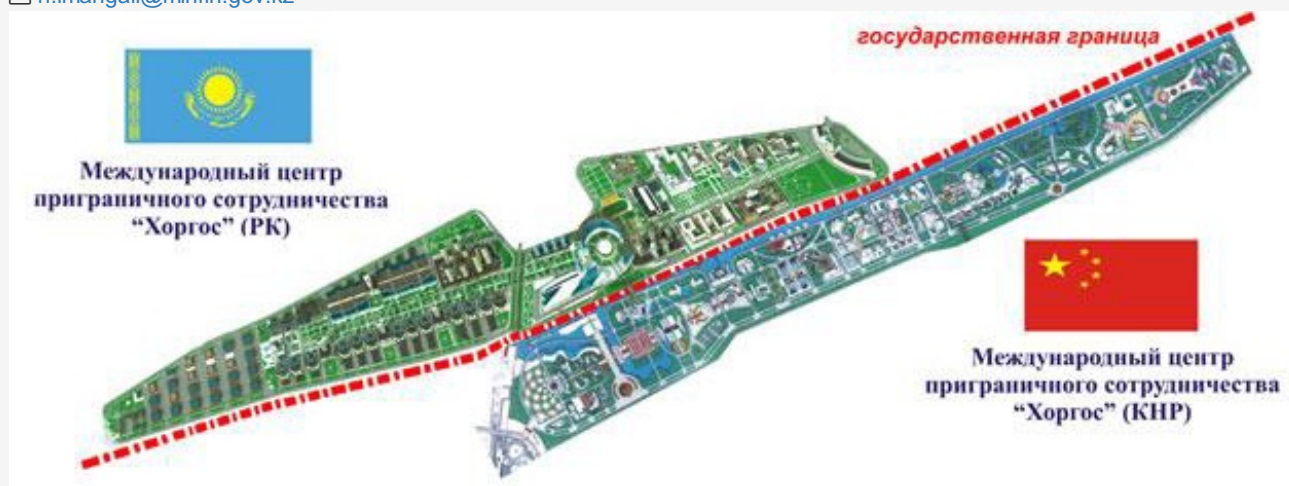 государственная граница
Международный центр
приграничного сотрудничества
“Хоргос” (РК)
Международный центр
приграничного сотрудничества
“Хоргос” (КНР)